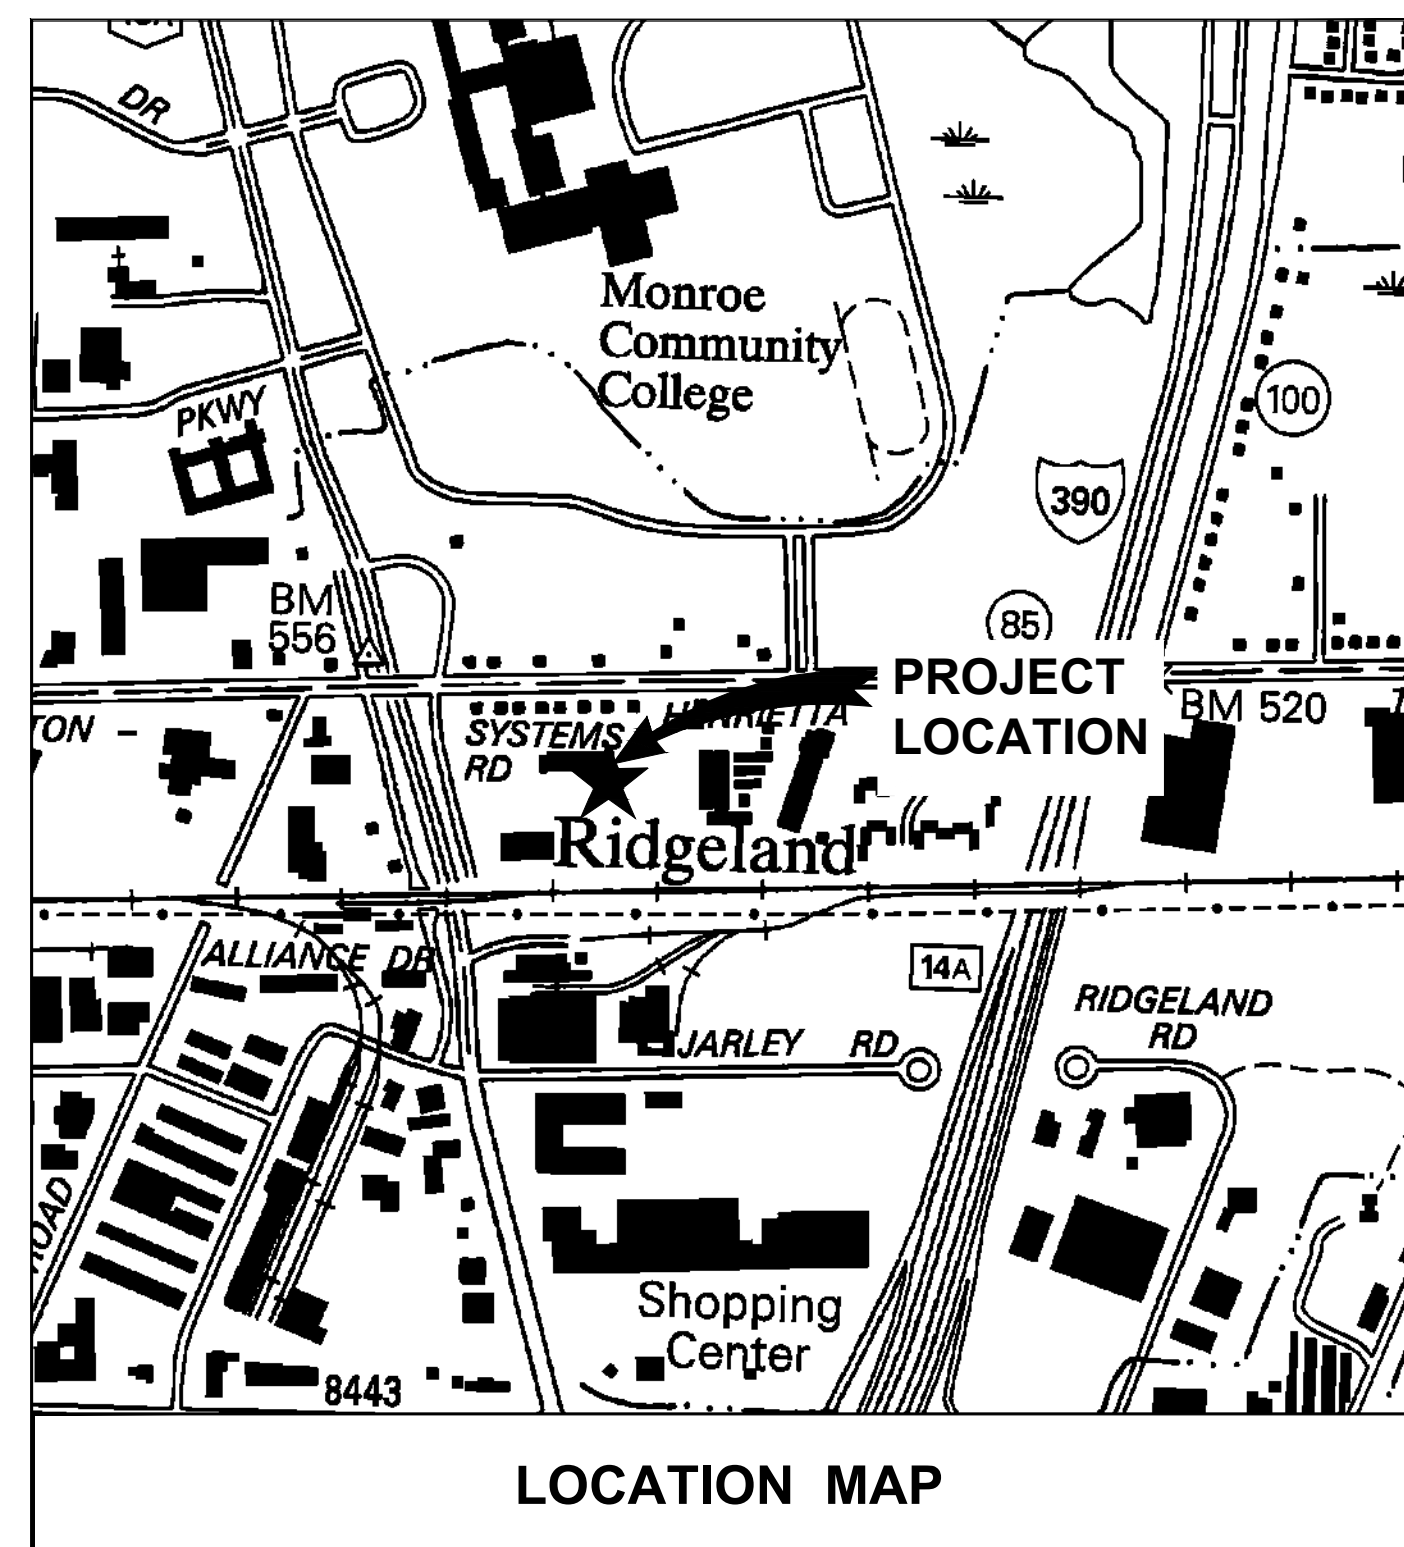 DR
Monroe
Community
College
PKWY
100
390
BM
556
85
PROJECT
LOCATION
HENRIETTA
TON
SYSTEMS
RD
BM 520
Ridgeland
ALLIANCE DR
14A
RIDGELAND
RD
JARLEY RD
ROAD
Shopping
Center
8443
LOCATION MAP